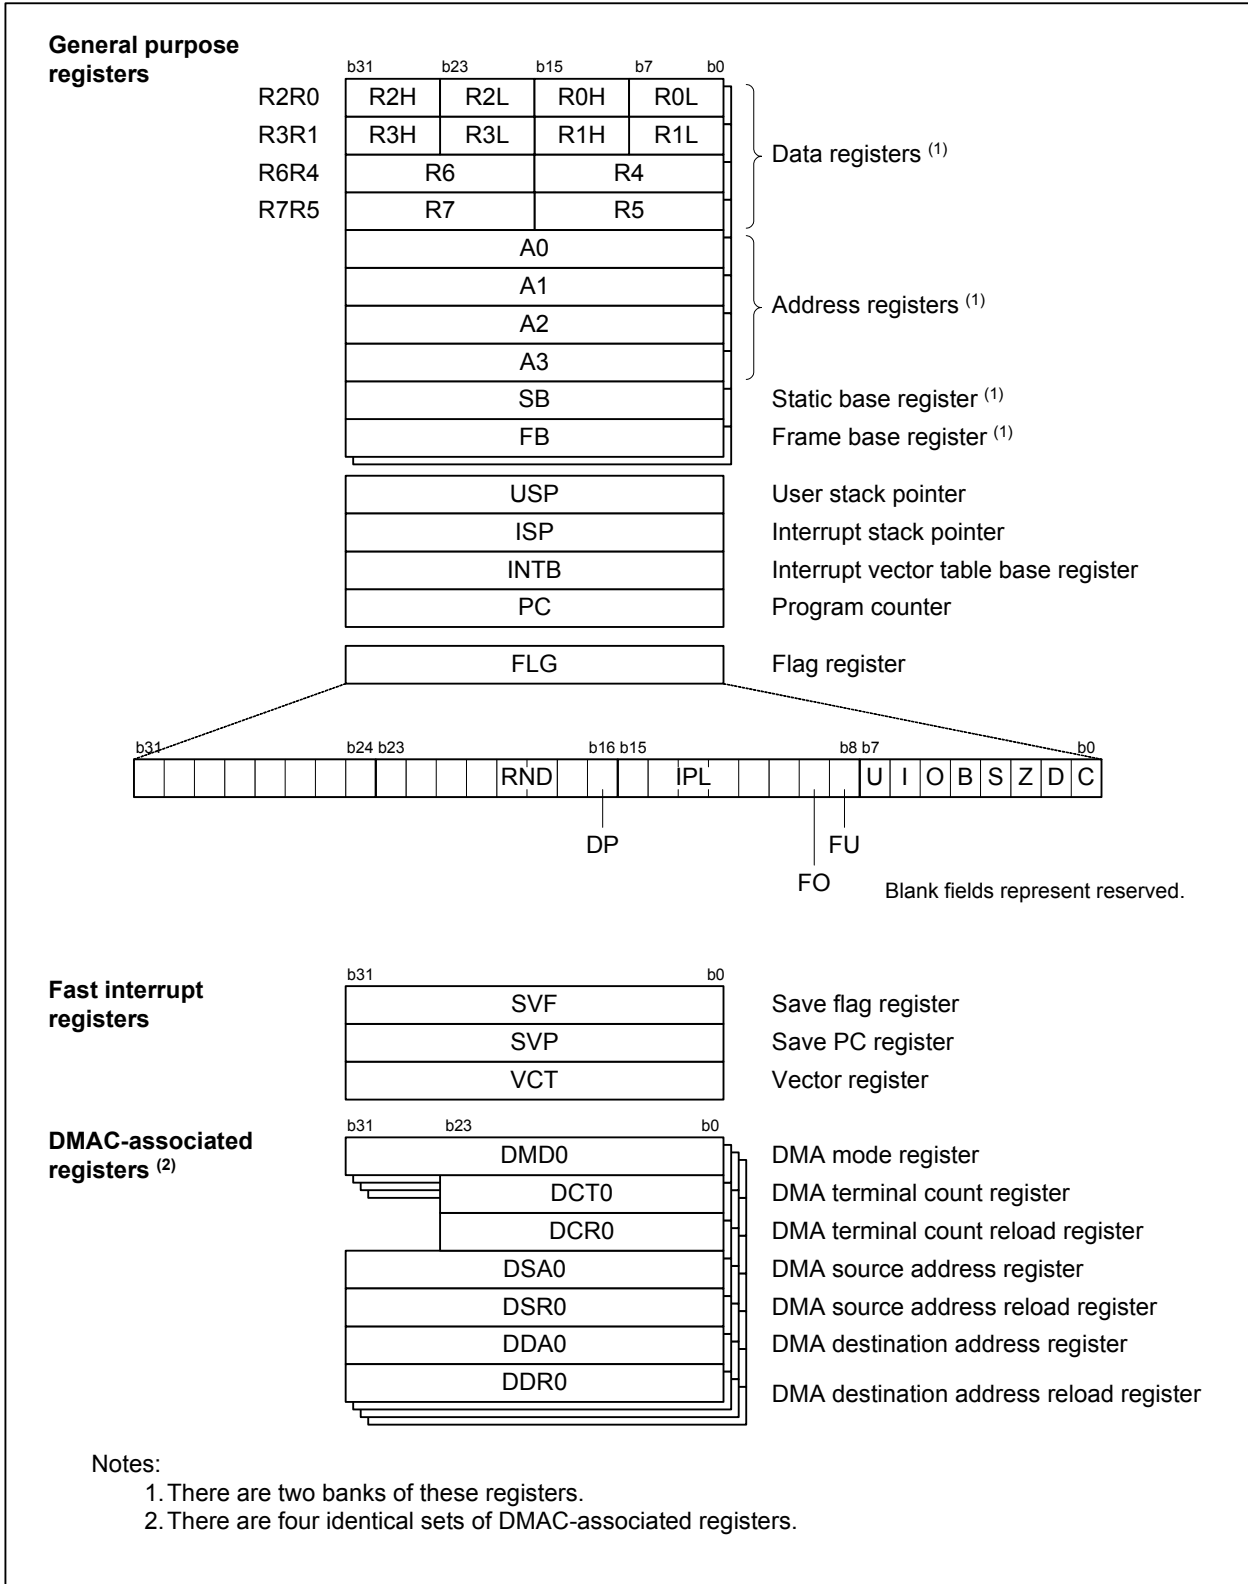 General purpose
registers
b31 b23 b15 b7 b0
R2R0 R2H R2L R0H R0L
R3R1 R3H R3L R1H R1L
Data registers (1)
R6R4 R6 R4
R7R5 R7 R5
A0
A1
Address registers (1)
A2
A3
SB Static base register (1)
FB Frame base register (1)
USP User stack pointer
ISP Interrupt stack pointer
INTB Interrupt vector table base register
PC Program counter
FLG Flag register
b31 b24 b23 b16 b15 b8 b7 b0
RND IPL U I O B S Z D C
DP FU
FO
Blank fields represent reserved.
Fast interrupt
registers
b31 b0
SVF Save flag register
SVP Save PC register
VCT Vector register
DMAC-associated
registers (2)
b31 b23 b0
DMD0 DMA mode register
DCT0 DMA terminal count register
DCR0 DMA terminal count reload register
DSA0 DMA source address register
DSR0 DMA source address reload register
DDA0 DMA destination address register
DDR0 DMA destination address reload register
Notes:
1. There are two banks of these registers.
2. There are four identical sets of DMAC-associated registers.